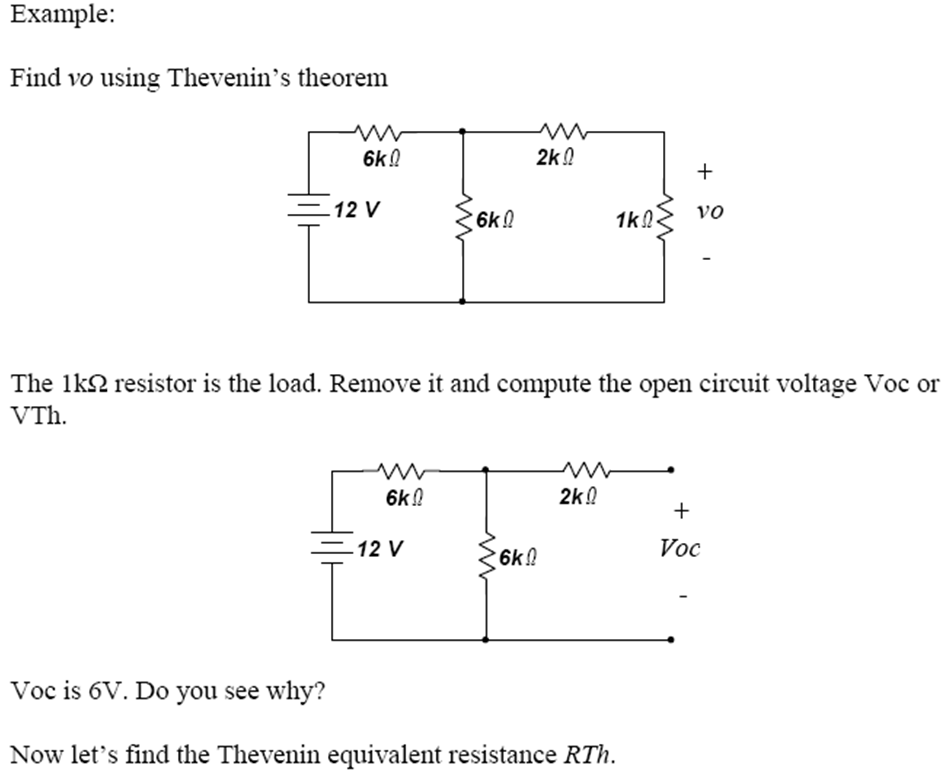 Example:
Find vo using Thevenin's theorem
6kΩ
2kΩ
+
12 V
6kΩ
1kΩ
vo
-
The 1kΩ resistor is the load. Remove it and compute the open circuit voltage Voc or
VTh.
6kΩ
2kΩ
+
12 V
6kΩ
Voc
-
Voc is 6V. Do you see why?
Now let's find the Thevenin equivalent resistance RTh.